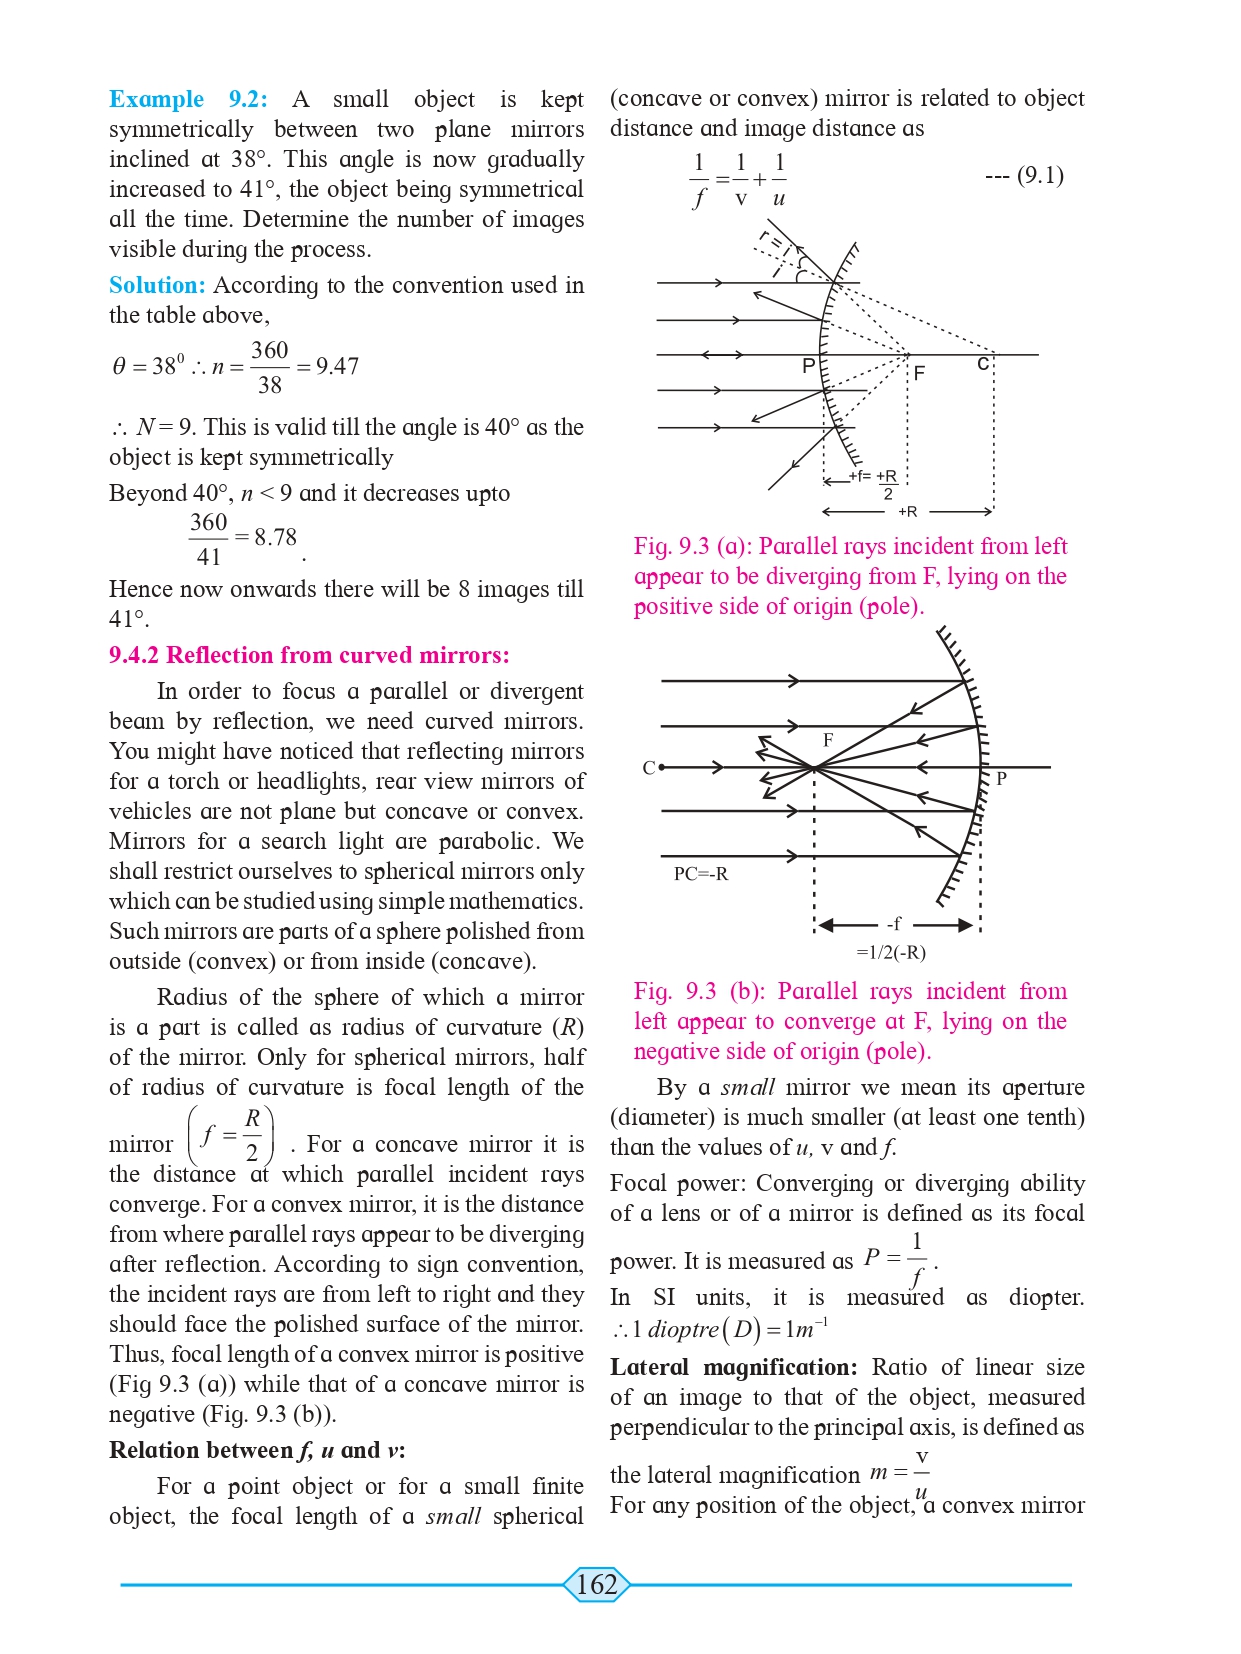 Example 9.2: A small object is kept
symmetrically between two plane mirrors
inclined at 38°. This angle is now gradually
increased to 41°, the object being symmetrical
all the time. Determine the number of images
visible during the process.
Solution: According to the convention used in
the table above,
θ = 38⁰ ∴ n = 360/38 = 9.47
∴ N = 9. This is valid till the angle is 40° as the
object is kept symmetrically
Beyond 40°, n < 9 and it decreases upto
360/41 = 8.78 .
Hence now onwards there will be 8 images till
41°.
9.4.2 Reflection from curved mirrors:
In order to focus a parallel or divergent
beam by reflection, we need curved mirrors.
You might have noticed that reflecting mirrors
for a torch or headlights, rear view mirrors of
vehicles are not plane but concave or convex.
Mirrors for a search light are parabolic. We
shall restrict ourselves to spherical mirrors only
which can be studied using simple mathematics.
Such mirrors are parts of a sphere polished from
outside (convex) or from inside (concave).
Radius of the sphere of which a mirror
is a part is called as radius of curvature (R)
of the mirror. Only for spherical mirrors, half
of radius of curvature is focal length of the
mirror (f = R/2) . For a concave mirror it is
the distance at which parallel incident rays
converge. For a convex mirror, it is the distance
from where parallel rays appear to be diverging
after reflection. According to sign convention,
the incident rays are from left to right and they
should face the polished surface of the mirror.
Thus, focal length of a convex mirror is positive
(Fig 9.3 (a)) while that of a concave mirror is
negative (Fig. 9.3 (b)).
Relation between f, u and v:
For a point object or for a small finite
object, the focal length of a small spherical
(concave or convex) mirror is related to object
distance and image distance as
1/f = 1/v + 1/u --- (9.1)
r = i
i
P
F
C
+f= +R/2
+R
Fig. 9.3 (a): Parallel rays incident from left
appear to be diverging from F, lying on the
positive side of origin (pole).
F
C
P
PC=-R
-f
=1/2(-R)
Fig. 9.3 (b): Parallel rays incident from
left appear to converge at F, lying on the
negative side of origin (pole).
By a small mirror we mean its aperture
(diameter) is much smaller (at least one tenth)
than the values of u, v and f.
Focal power: Converging or diverging ability
of a lens or of a mirror is defined as its focal
power. It is measured as P = 1/f .
In SI units, it is measured as diopter.
∴ 1 dioptre (D) = 1m⁻¹
Lateral magnification: Ratio of linear size
of an image to that of the object, measured
perpendicular to the principal axis, is defined as
the lateral magnification m = v/u
For any position of the object, a convex mirror
162